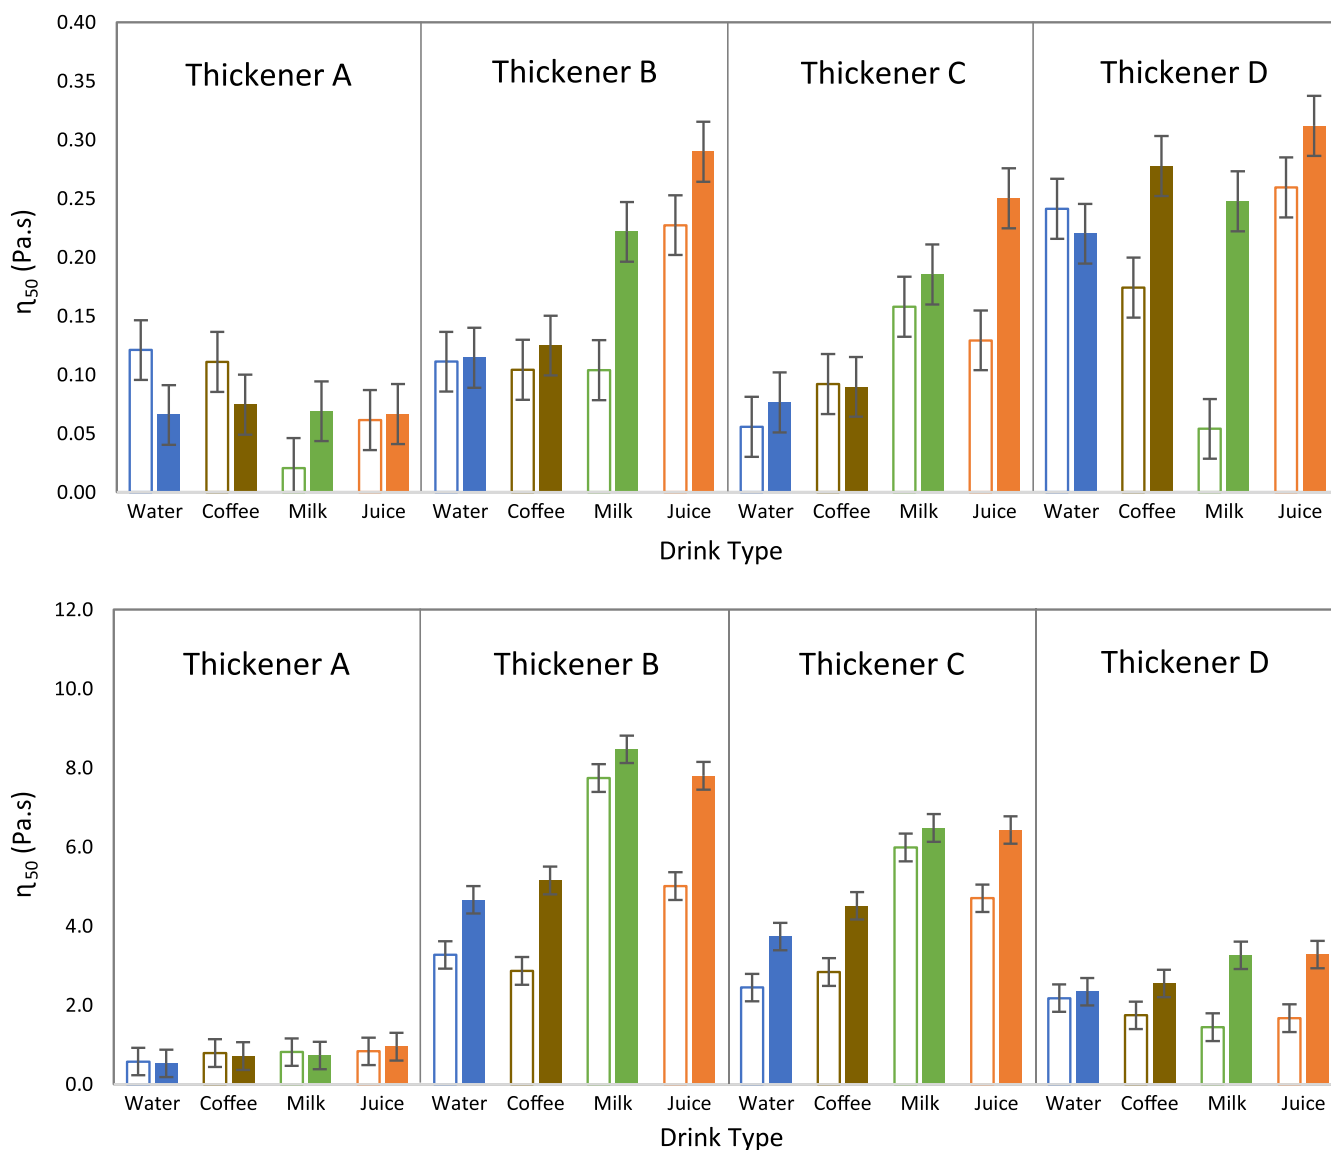 0.40
0.35
0.30
0.25
0.20
0.15
0.10
0.05
0.00
η50 (Pa.s)
Thickener A
Thickener B
Thickener C
Thickener D
Water Coffee Milk Juice Water Coffee Milk Juice Water Coffee Milk Juice Water Coffee Milk Juice
Drink Type
12.0
10.0
8.0
6.0
4.0
2.0
0.0
η50 (Pa.s)
Thickener A
Thickener B
Thickener C
Thickener D
Water Coffee Milk Juice Water Coffee Milk Juice Water Coffee Milk Juice Water Coffee Milk Juice
Drink Type